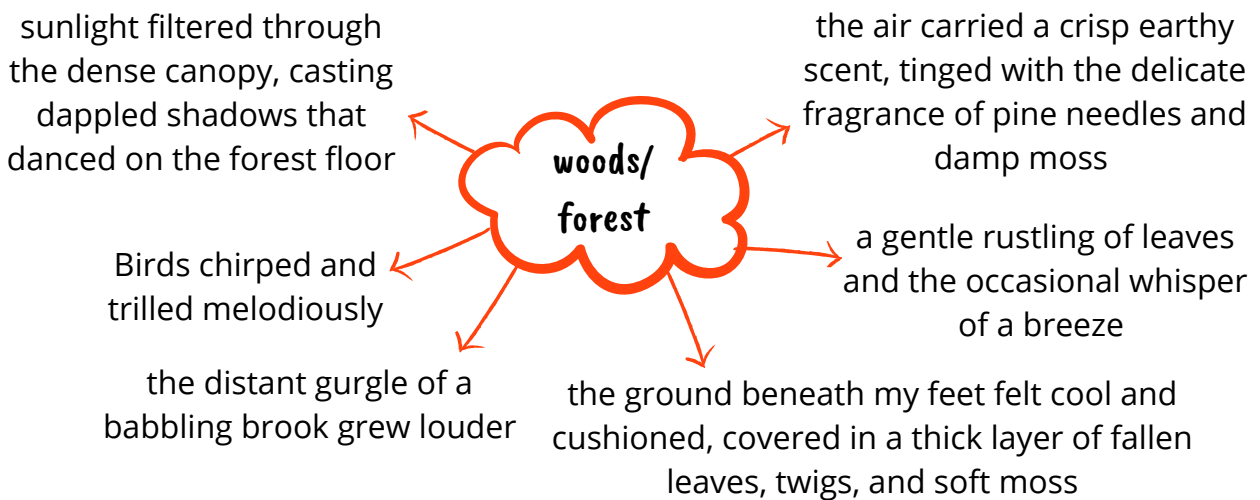 sunlight filtered through
the dense canopy, casting
dappled shadows that
danced on the forest floor
the air carried a crisp earthy
scent, tinged with the delicate
fragrance of pine needles and
damp moss
woods/
forest
Birds chirped and
trilled melodiously
a gentle rustling of leaves
and the occasional whisper
of a breeze
the distant gurgle of a
babbling brook grew louder
the ground beneath my feet felt cool and
cushioned, covered in a thick layer of fallen
leaves, twigs, and soft moss